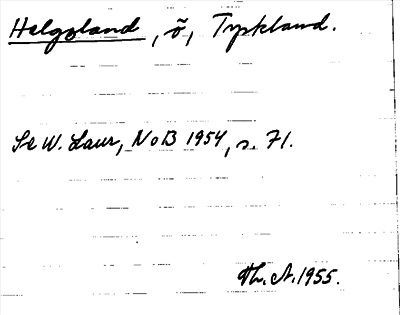 Helgoland, ö, Tyskland.
Se W. Laur, NoB 1954, s. 71.
Th. A. 1955.